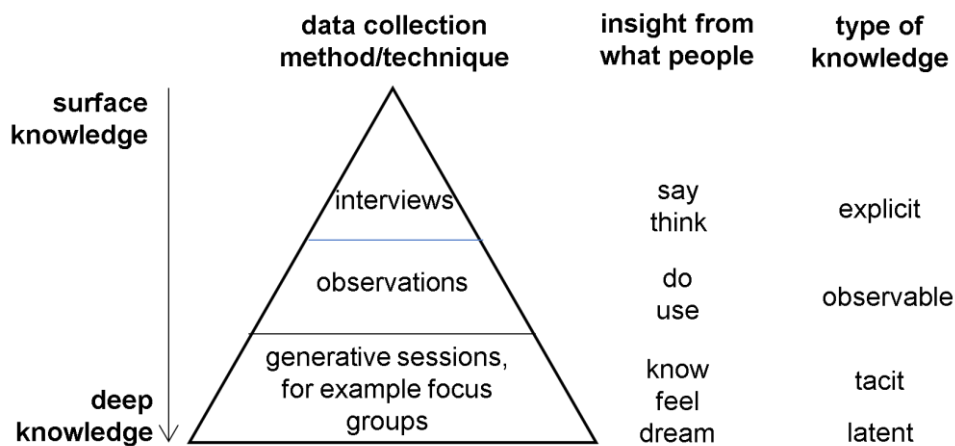 data collection
method/technique
insight from
what people
type of
knowledge
surface
knowledge
interviews
say
think
explicit
observations
do
use
observable
generative sessions,
for example focus
groups
know
feel
dream
tacit
latent
deep
knowledge